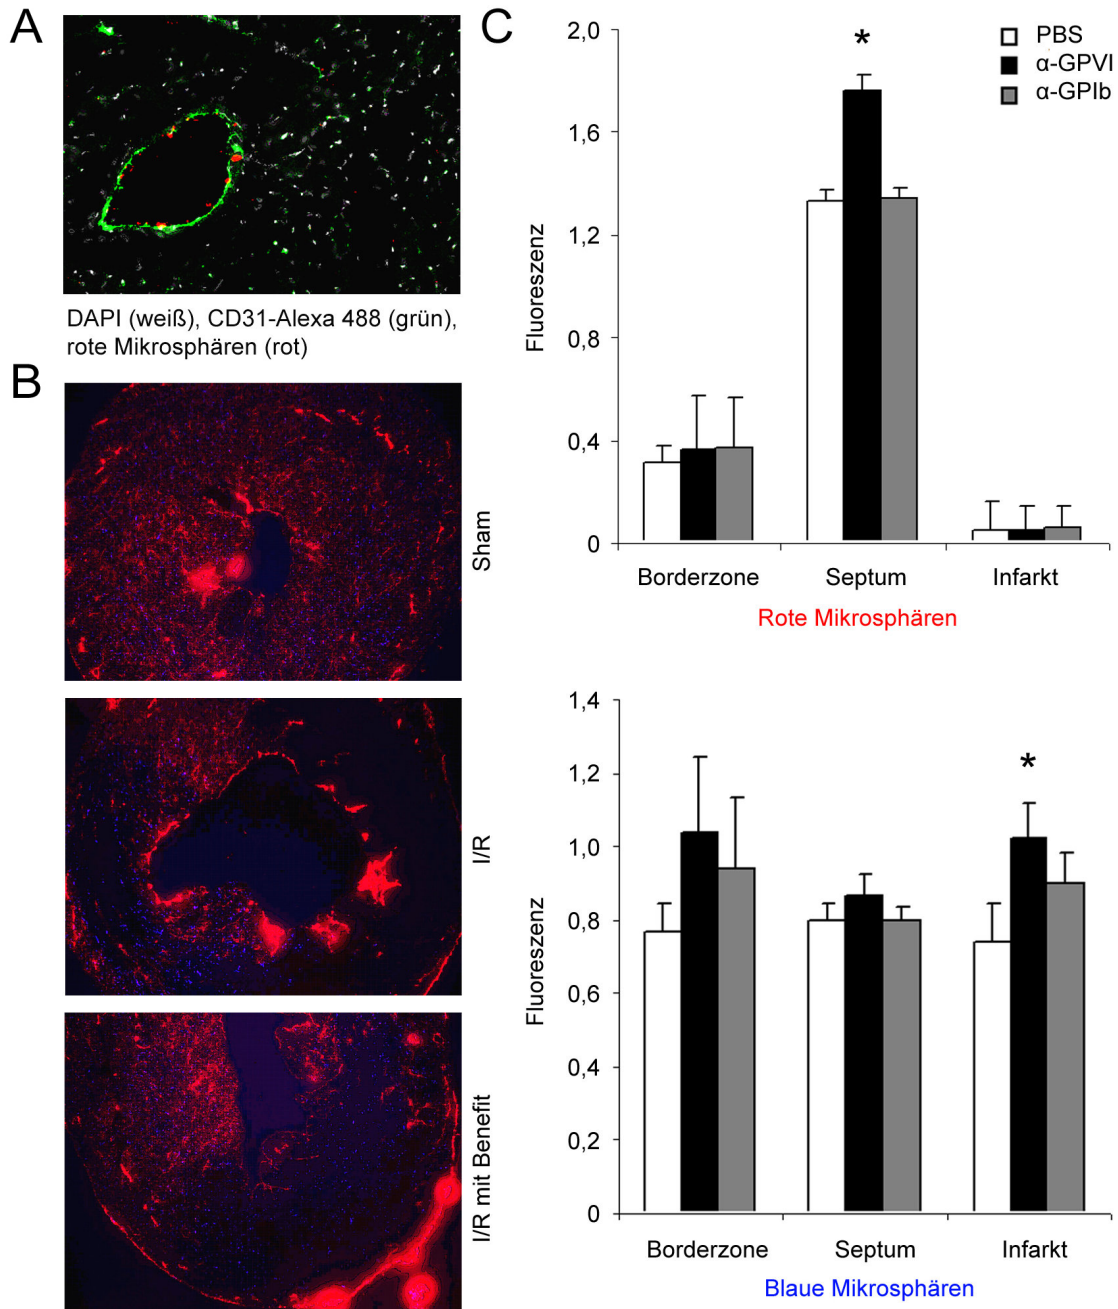 A
DAPI (weiß), CD31-Alexa 488 (grün),
rote Mikrosphären (rot)
B
Sham
I/R
I/R mit Benefit
C
PBS
α-GPVI
α-GPIb
*
Fluoreszenz
2,0
1,6
1,2
0,8
0,4
0
Borderzone
Septum
Infarkt
Rote Mikrosphären
*
Fluoreszenz
1,4
1,2
1,0
0,8
0,6
0,4
0,2
0
Borderzone
Septum
Infarkt
Blaue Mikrosphären